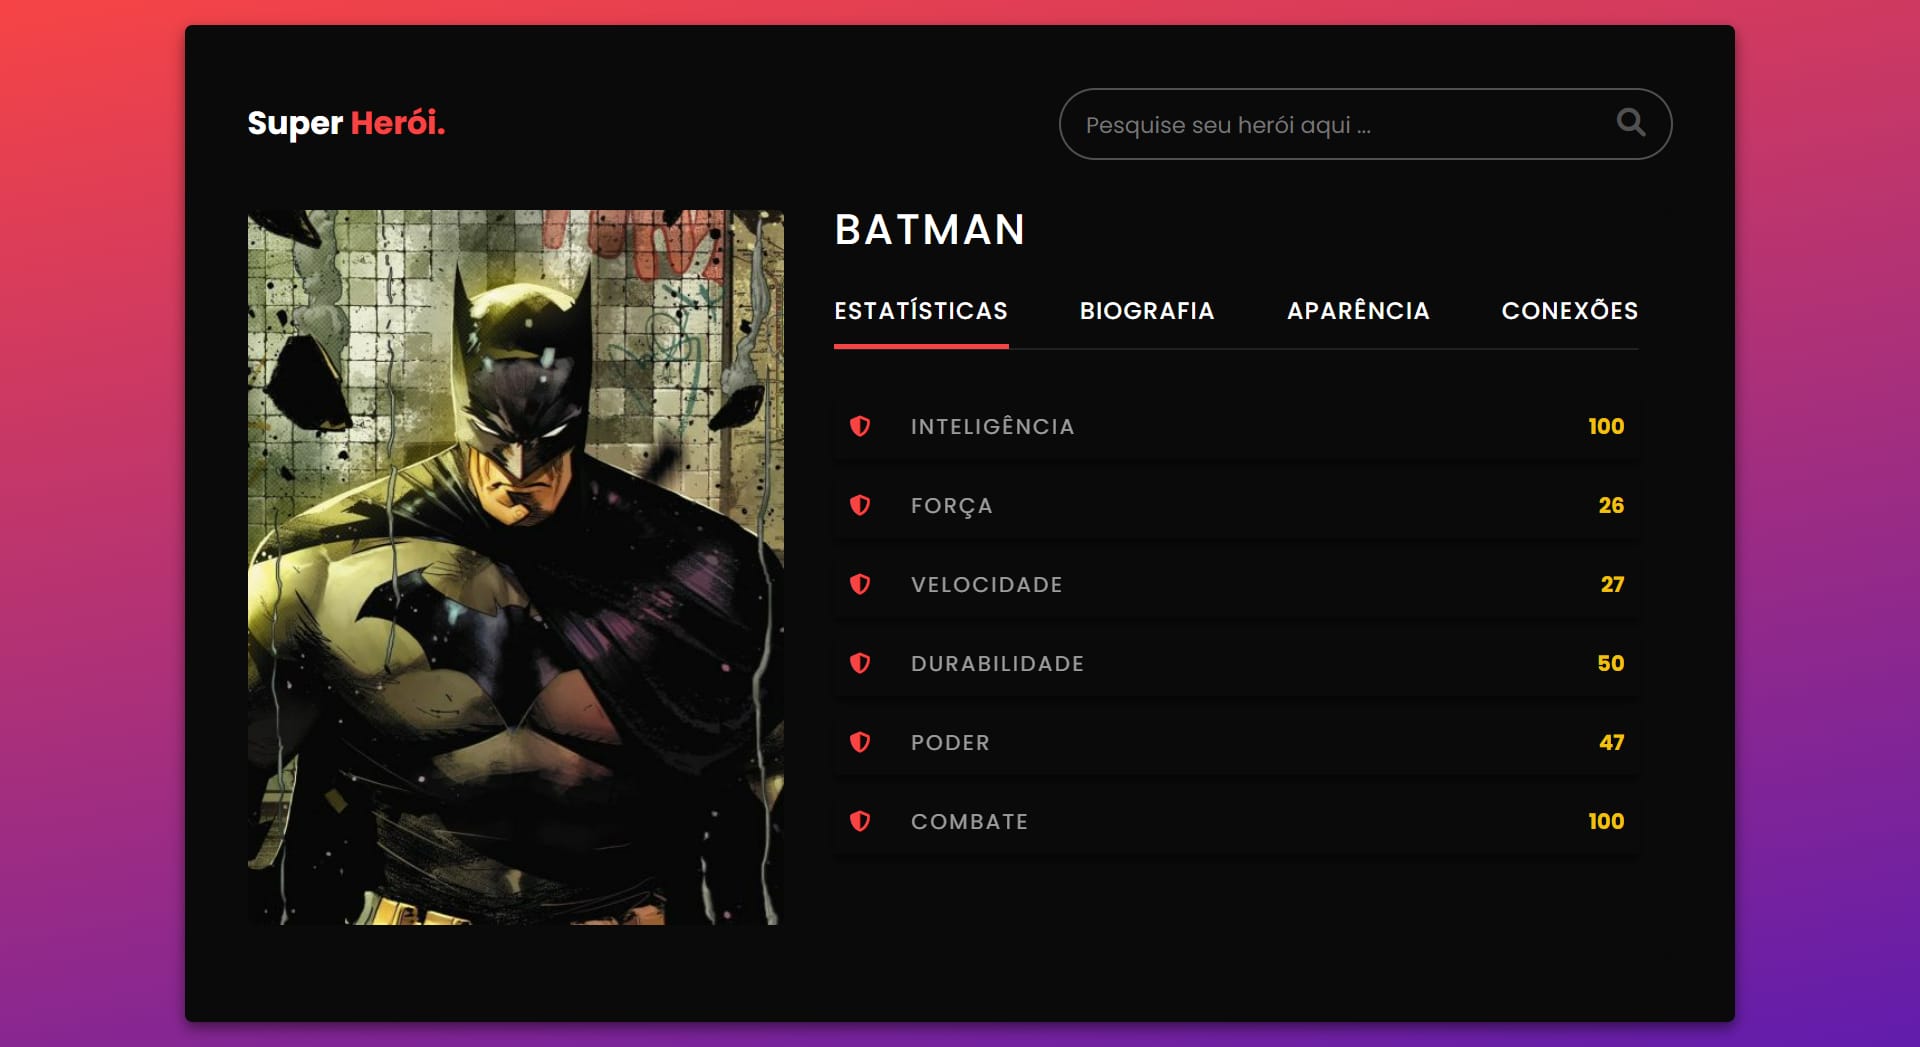 Super Herói.
Pesquise seu herói aqui ...
BATMAN
ESTATÍSTICAS BIOGRAFIA APARÊNCIA CONEXÕES
INTELIGÊNCIA 100
FORÇA 26
VELOCIDADE 27
DURABILIDADE 50
PODER 47
COMBATE 100